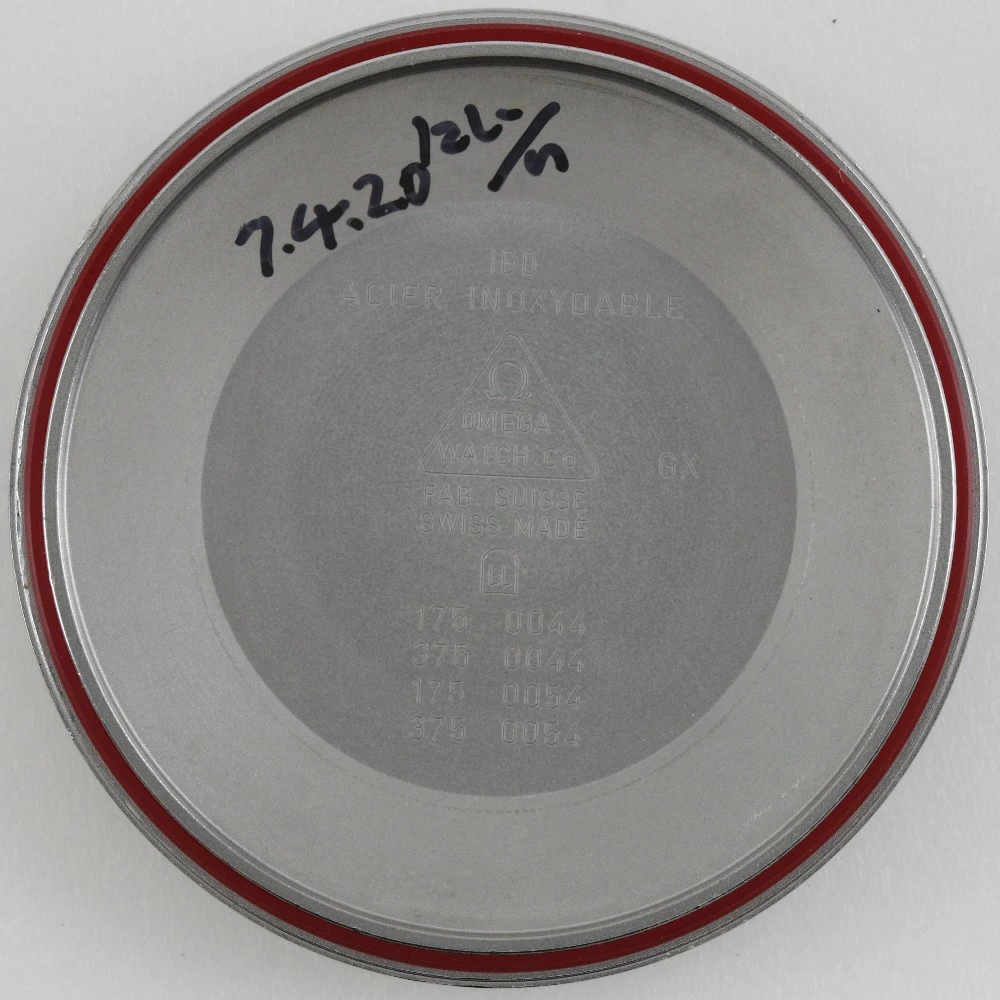 7.4.20
IBD
ACIER INOXYDABLE
Ω
OMEGA
WATCH Co
GX
FAB. SUISSE
SWISS MADE
175 0044
375 0044
175 0054
375 0054